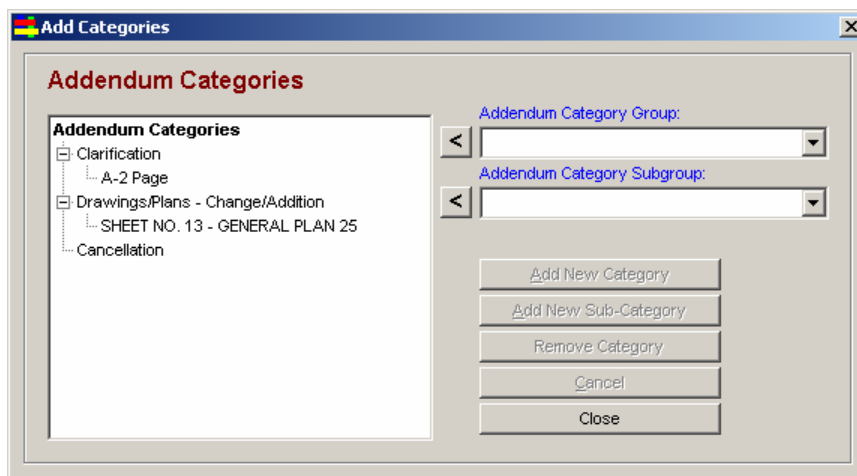 Add Categories
Addendum Categories
Addendum Categories
Clarification
A-2 Page
Drawings/Plans - Change/Addition
SHEET NO. 13 - GENERAL PLAN 25
Cancellation
Addendum Category Group:
<
Addendum Category Subgroup:
<
Add New Category
Add New Sub-Category
Remove Category
Cancel
Close